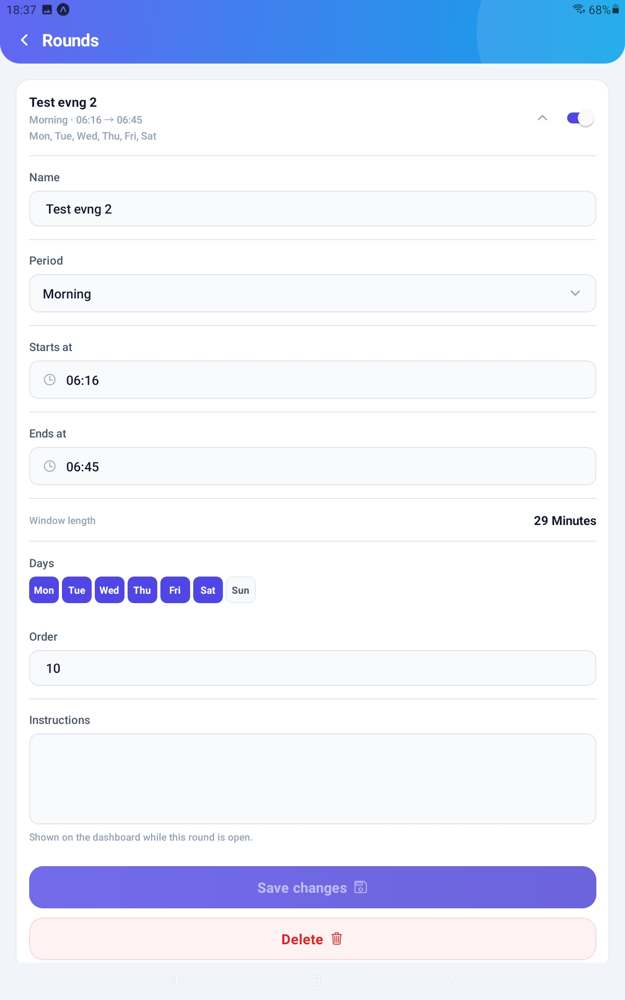 18:37
68%
Rounds
Test evng 2
Morning · 06:16 → 06:45
Mon, Tue, Wed, Thu, Fri, Sat
Name
Test evng 2
Period
Morning
Starts at
06:16
Ends at
06:45
Window length
29 Minutes
Days
Mon Tue Wed Thu Fri Sat Sun
Order
10
Instructions
Shown on the dashboard while this round is open.
Save changes
Delete